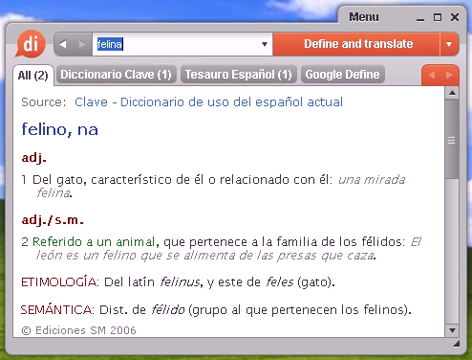 Menu
di
felina
Define and translate
All (2)
Diccionario Clave (1)
Tesauro Español (1)
Google Define
Source: Clave - Diccionario de uso del español actual
felino, na
adj.
1 Del gato, característico de él o relacionado con él: una mirada
felina.
adj./s.m.
2 Referido a un animal, que pertenece a la familia de los félidos: El
león es un felino que se alimenta de las presas que caza.
ETIMOLOGÍA: Del latín felinus, y este de feles (gato).
SEMÁNTICA: Dist. de félido (grupo al que pertenecen los felinos).
© Ediciones SM 2006